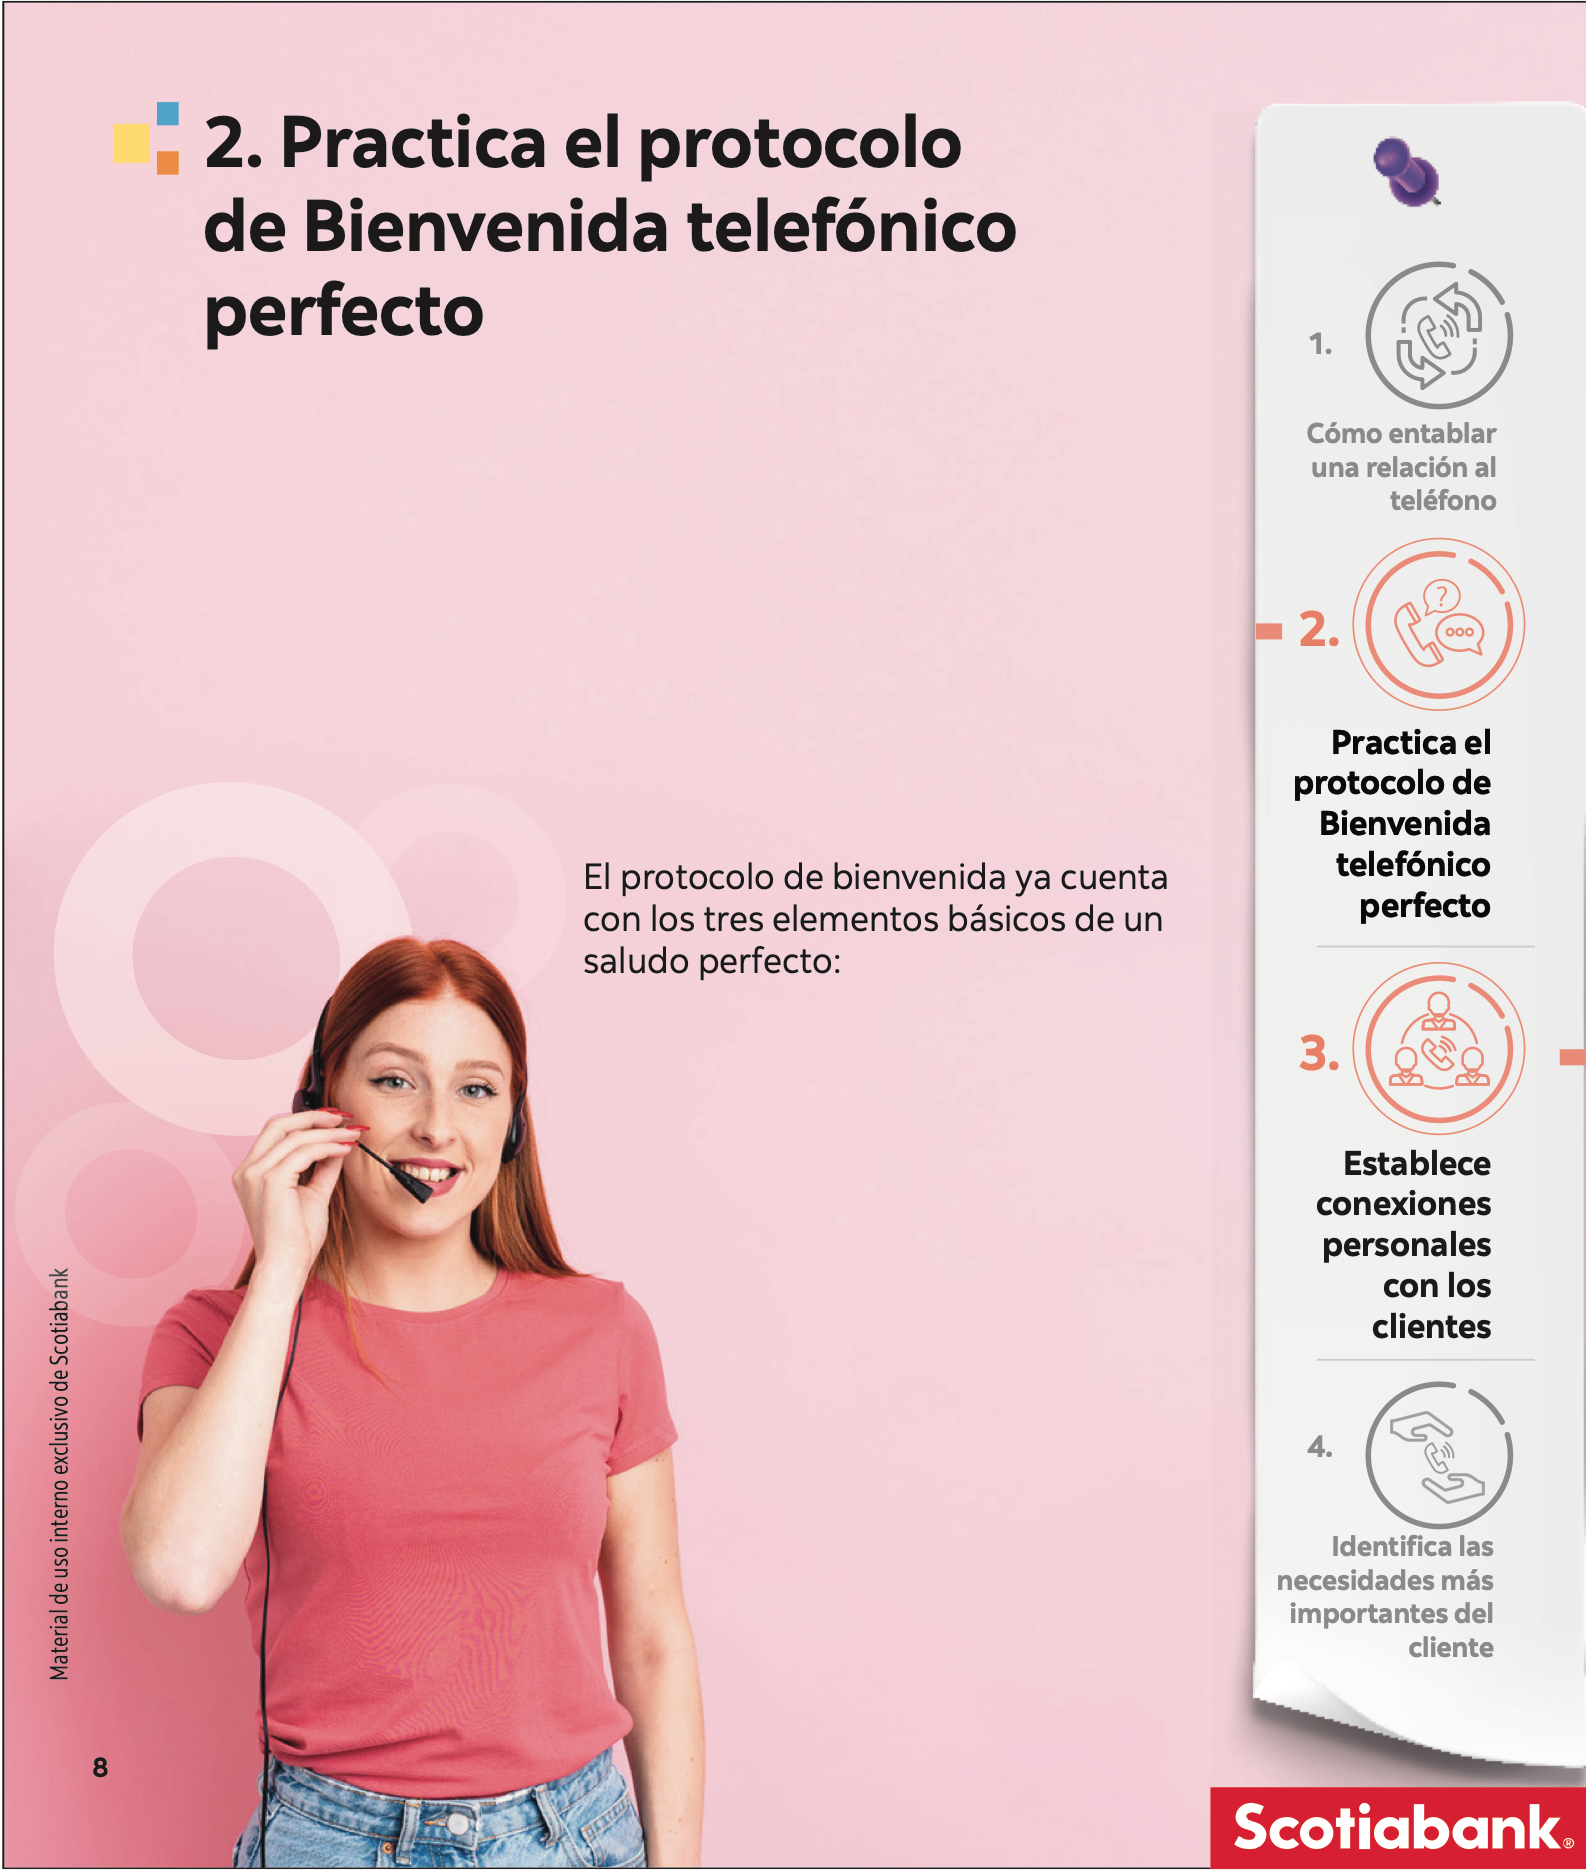 2. Practica el protocolo
de Bienvenida telefónico
perfecto
El protocolo de bienvenida ya cuenta
con los tres elementos básicos de un
saludo perfecto:
1.
Cómo entablar
una relación al
teléfono
2.
?
Practica el
protocolo de
Bienvenida
telefónico
perfecto
3.
Establece
conexiones
personales
con los
clientes
4.
Identifica las
necesidades más
importantes del
cliente
Material de uso interno exclusivo de Scotiabank
8
Scotiabank®